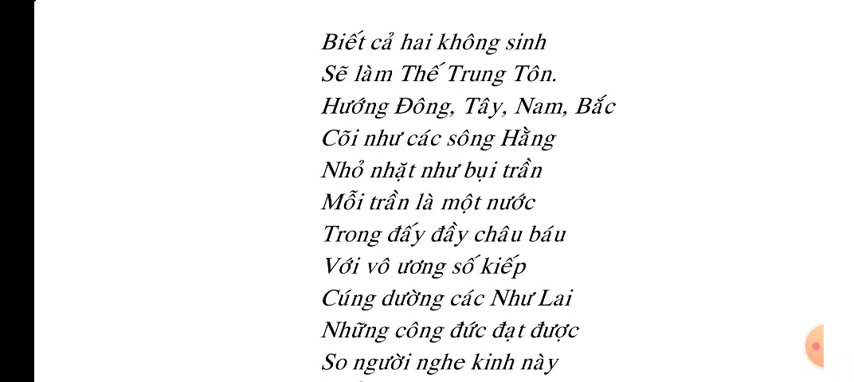 Biết cả hai không sinh
Sẽ làm Thế Trung Tôn.
Hướng Đông, Tây, Nam, Bắc
Cõi như các sông Hằng
Nhỏ nhặt như bụi trần
Mỗi trần là một nước
Trong đấy đầy châu báu
Với vô ương số kiếp
Cúng dường các Như Lai
Những công đức đạt được
So người nghe kinh này